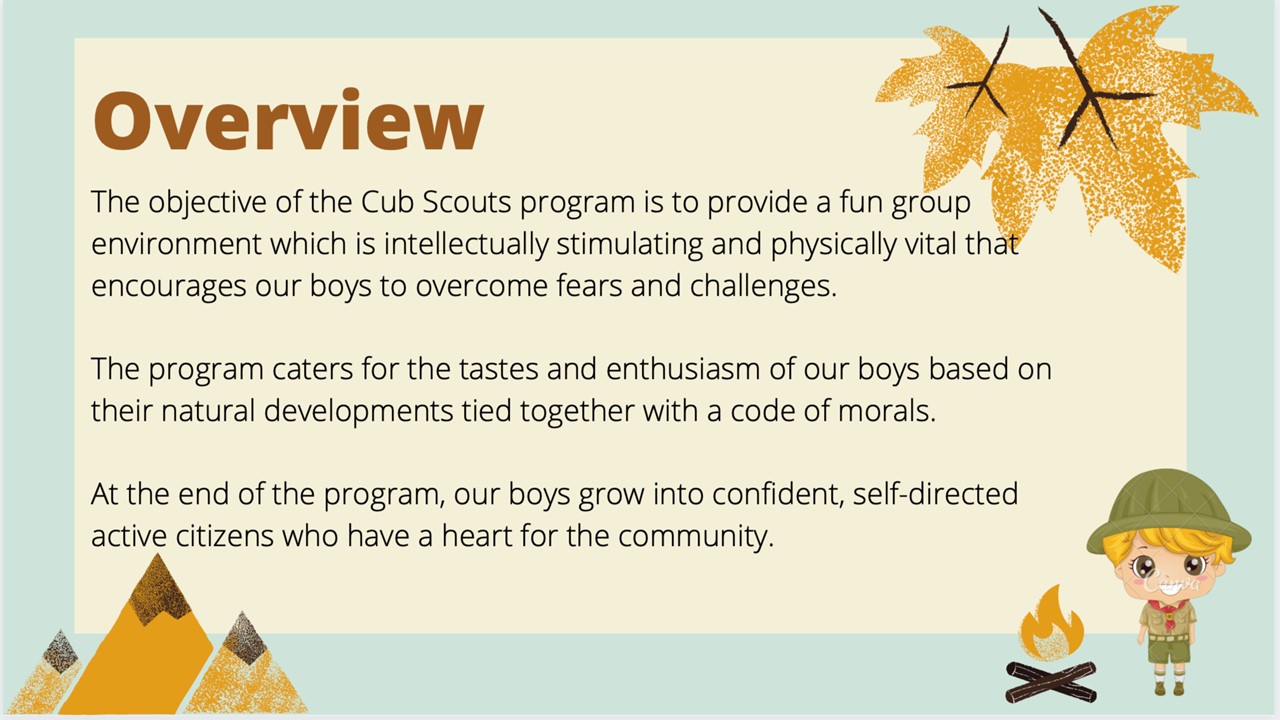 Overview
The objective of the Cub Scouts program is to provide a fun group
environment which is intellectually stimulating and physically vital that
encourages our boys to overcome fears and challenges.
The program caters for the tastes and enthusiasm of our boys based on
their natural developments tied together with a code of morals.
At the end of the program, our boys grow into confident, self-directed
active citizens who have a heart for the community.
Canva